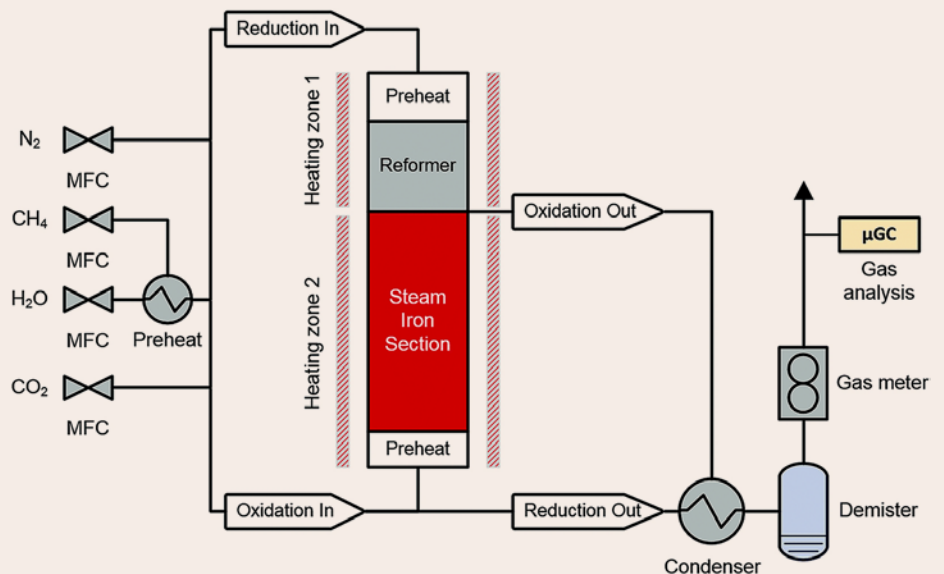 Reduction In
Heating zone 1
Preheat
N₂
MFC
Reformer
CH₄
MFC
Oxidation Out
µGC
Gas
analysis
H₂O
MFC
Preheat
Heating zone 2
Steam
Iron
Section
CO₂
MFC
Gas meter
Preheat
Oxidation In
Reduction Out
Demister
Condenser